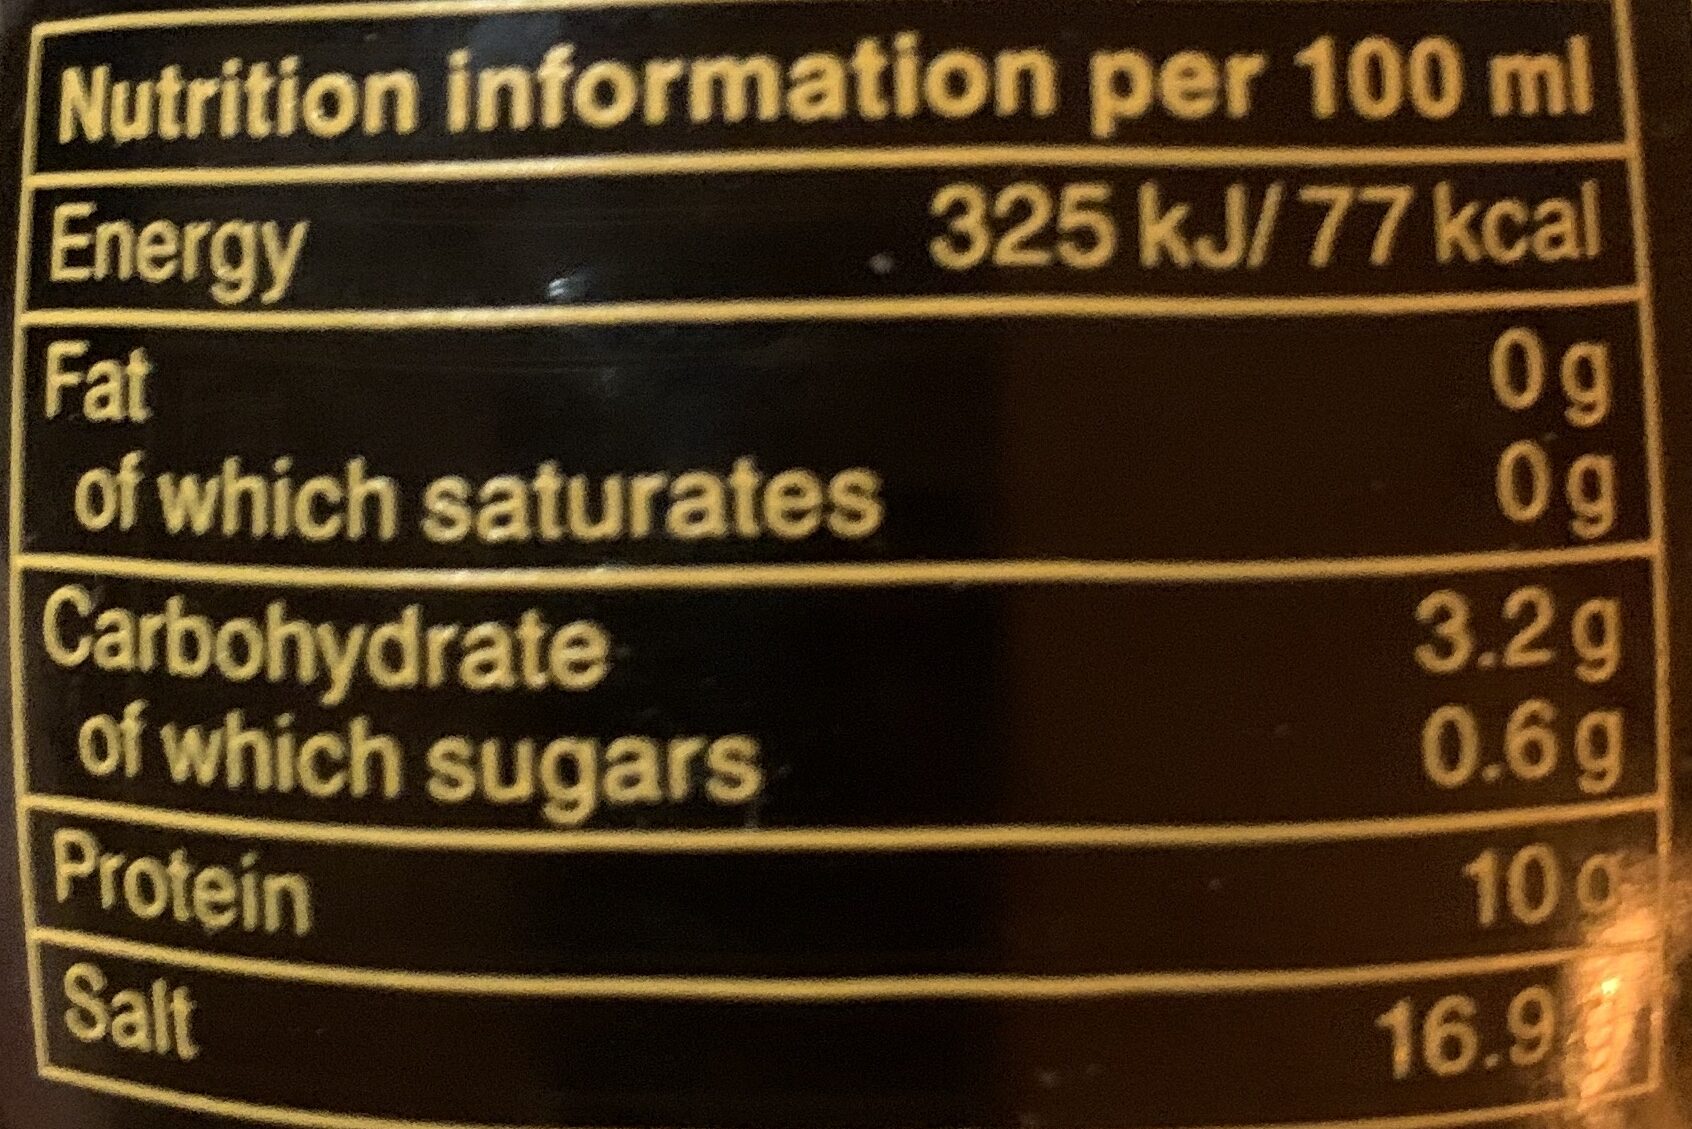 Nutrition information per 100 ml
Energy 325 kJ/ 77 kcal
Fat 0 g
of which saturates 0 g
Carbohydrate 3.2 g
of which sugars 0.6 g
Protein 10 g
Salt 16.9